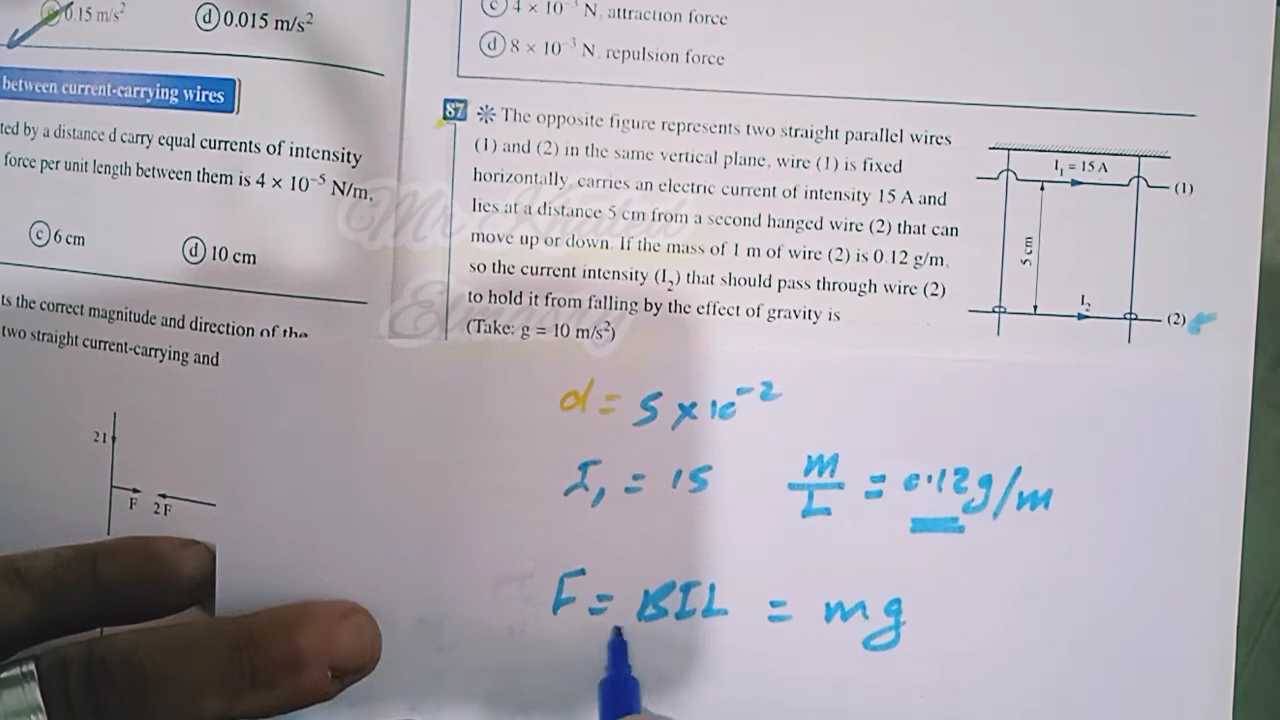 0.15 m/s²
d 0.015 m/s²
between current-carrying wires
ted by a distance d carry equal currents of intensity
force per unit length between them is 4 × 10⁻⁵ N/m,
c 6 cm
d 10 cm
ts the correct magnitude and direction of the
two straight current-carrying and
2I
F 2F
c 4 × 10⁻³ N, attraction force
d 8 × 10⁻³ N, repulsion force
87 * The opposite figure represents two straight parallel wires
(1) and (2) in the same vertical plane, wire (1) is fixed
horizontally, carries an electric current of intensity 15 A and
lies at a distance 5 cm from a second hanged wire (2) that can
move up or down. If the mass of 1 m of wire (2) is 0.12 g/m,
so the current intensity (I₂) that should pass through wire (2)
to hold it from falling by the effect of gravity is
(Take: g = 10 m/s²)
I₁ = 15 A
(1)
5 cm
I₂
(2)
Mr. Khaled
d = 5 × 10⁻²
I₁ = 15 m/L = 0.12 g/m
F = BIL = mg